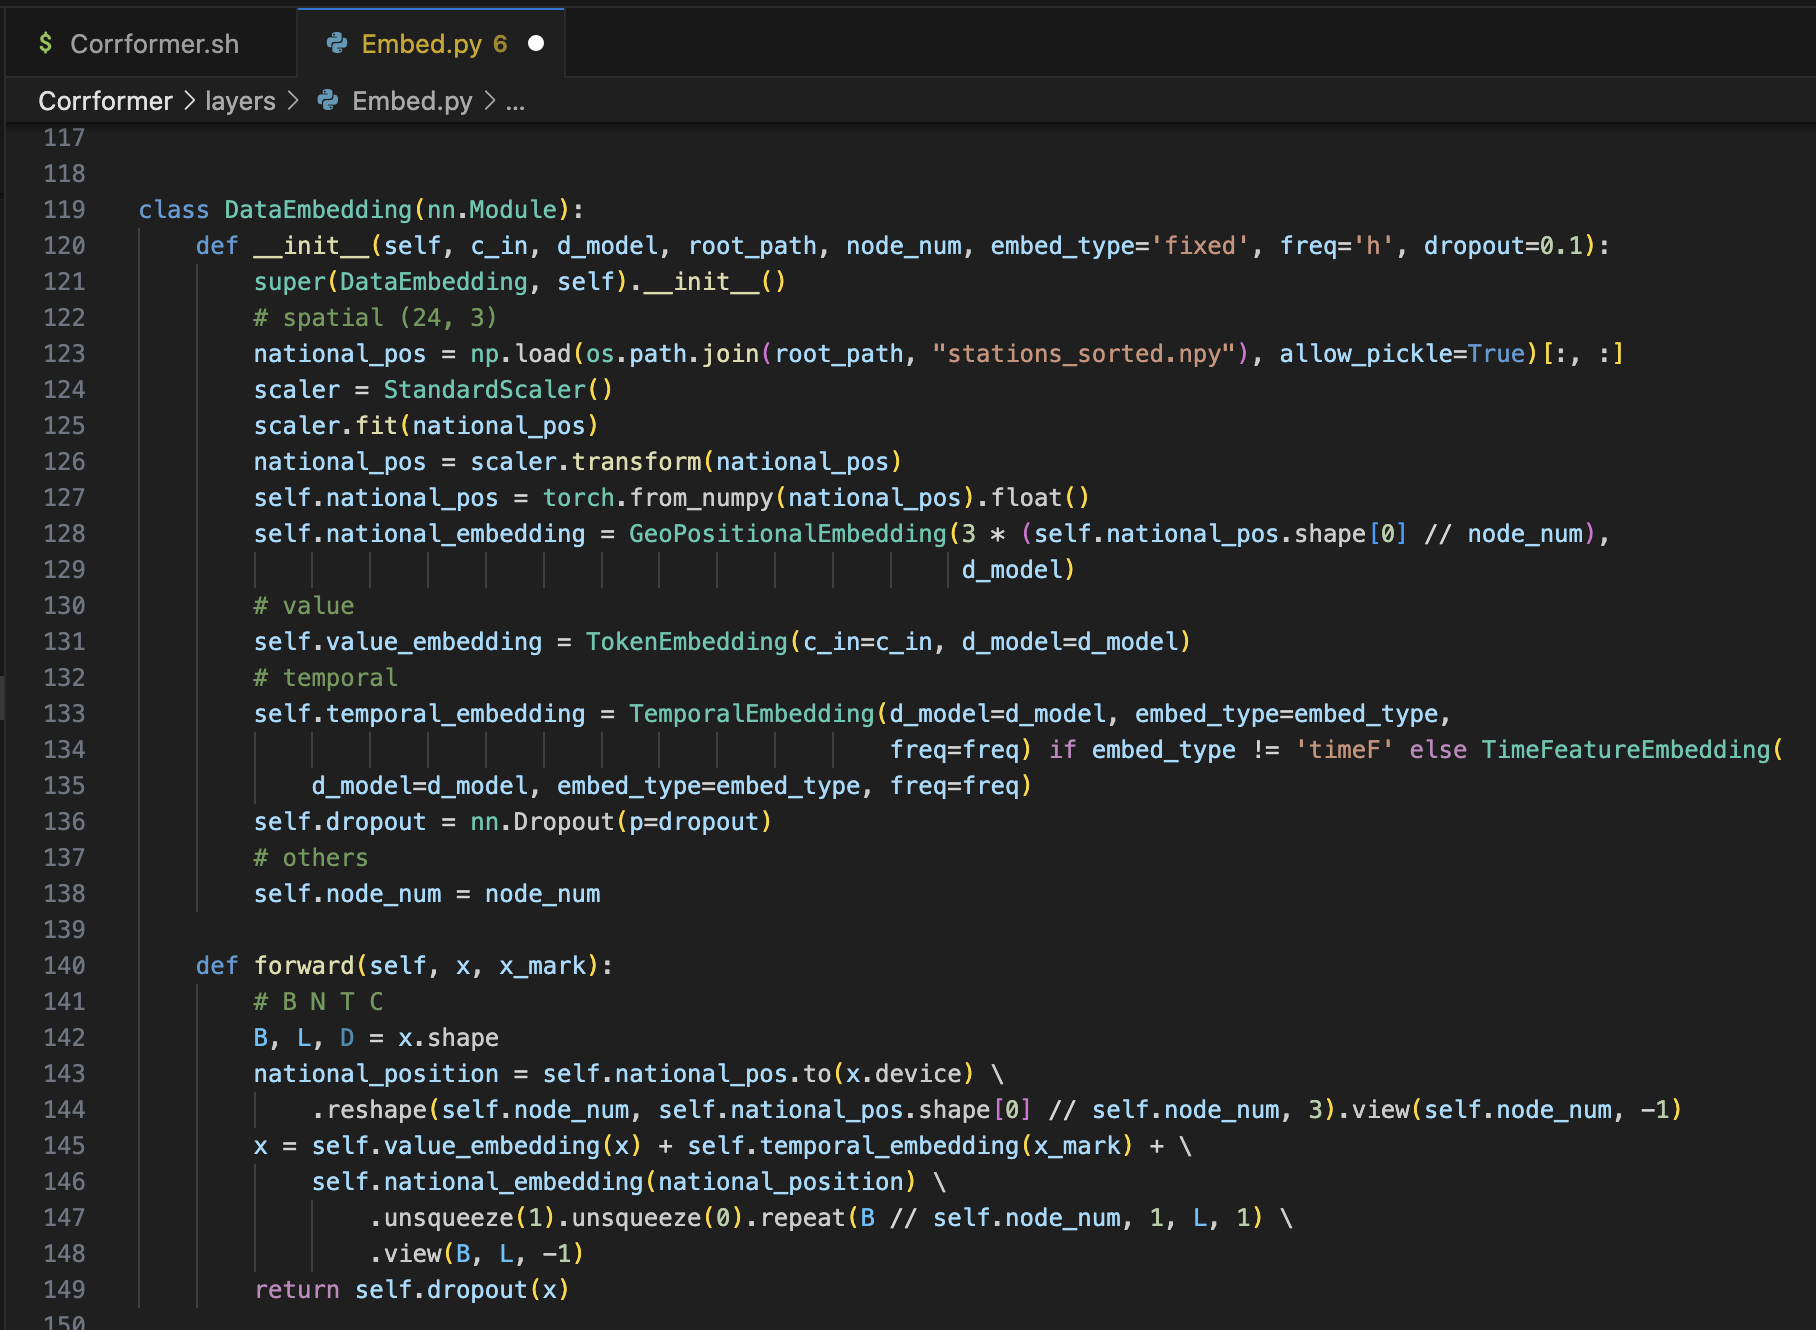 $ Corrformer.sh Embed.py 6
Corrformer > layers > Embed.py > ...
117
118
119 class DataEmbedding(nn.Module):
120     def __init__(self, c_in, d_model, root_path, node_num, embed_type='fixed', freq='h', dropout=0.1):
121         super(DataEmbedding, self).__init__()
122         # spatial (24, 3)
123         national_pos = np.load(os.path.join(root_path, "stations_sorted.npy"), allow_pickle=True)[:, :]
124         scaler = StandardScaler()
125         scaler.fit(national_pos)
126         national_pos = scaler.transform(national_pos)
127         self.national_pos = torch.from_numpy(national_pos).float()
128         self.national_embedding = GeoPositionalEmbedding(3 * (self.national_pos.shape[0] // node_num),
129                                                          d_model)
130         # value
131         self.value_embedding = TokenEmbedding(c_in=c_in, d_model=d_model)
132         # temporal
133         self.temporal_embedding = TemporalEmbedding(d_model=d_model, embed_type=embed_type,
134                                                     freq=freq) if embed_type != 'timeF' else TimeFeatureEmbedding(
135             d_model=d_model, embed_type=embed_type, freq=freq)
136         self.dropout = nn.Dropout(p=dropout)
137         # others
138         self.node_num = node_num
139
140     def forward(self, x, x_mark):
141         # B N T C
142         B, L, D = x.shape
143         national_position = self.national_pos.to(x.device) \
144             .reshape(self.node_num, self.national_pos.shape[0] // self.node_num, 3).view(self.node_num, -1)
145         x = self.value_embedding(x) + self.temporal_embedding(x_mark) + \
146             self.national_embedding(national_position) \
147                 .unsqueeze(1).unsqueeze(0).repeat(B // self.node_num, 1, L, 1) \
148                 .view(B, L, -1)
149         return self.dropout(x)
150